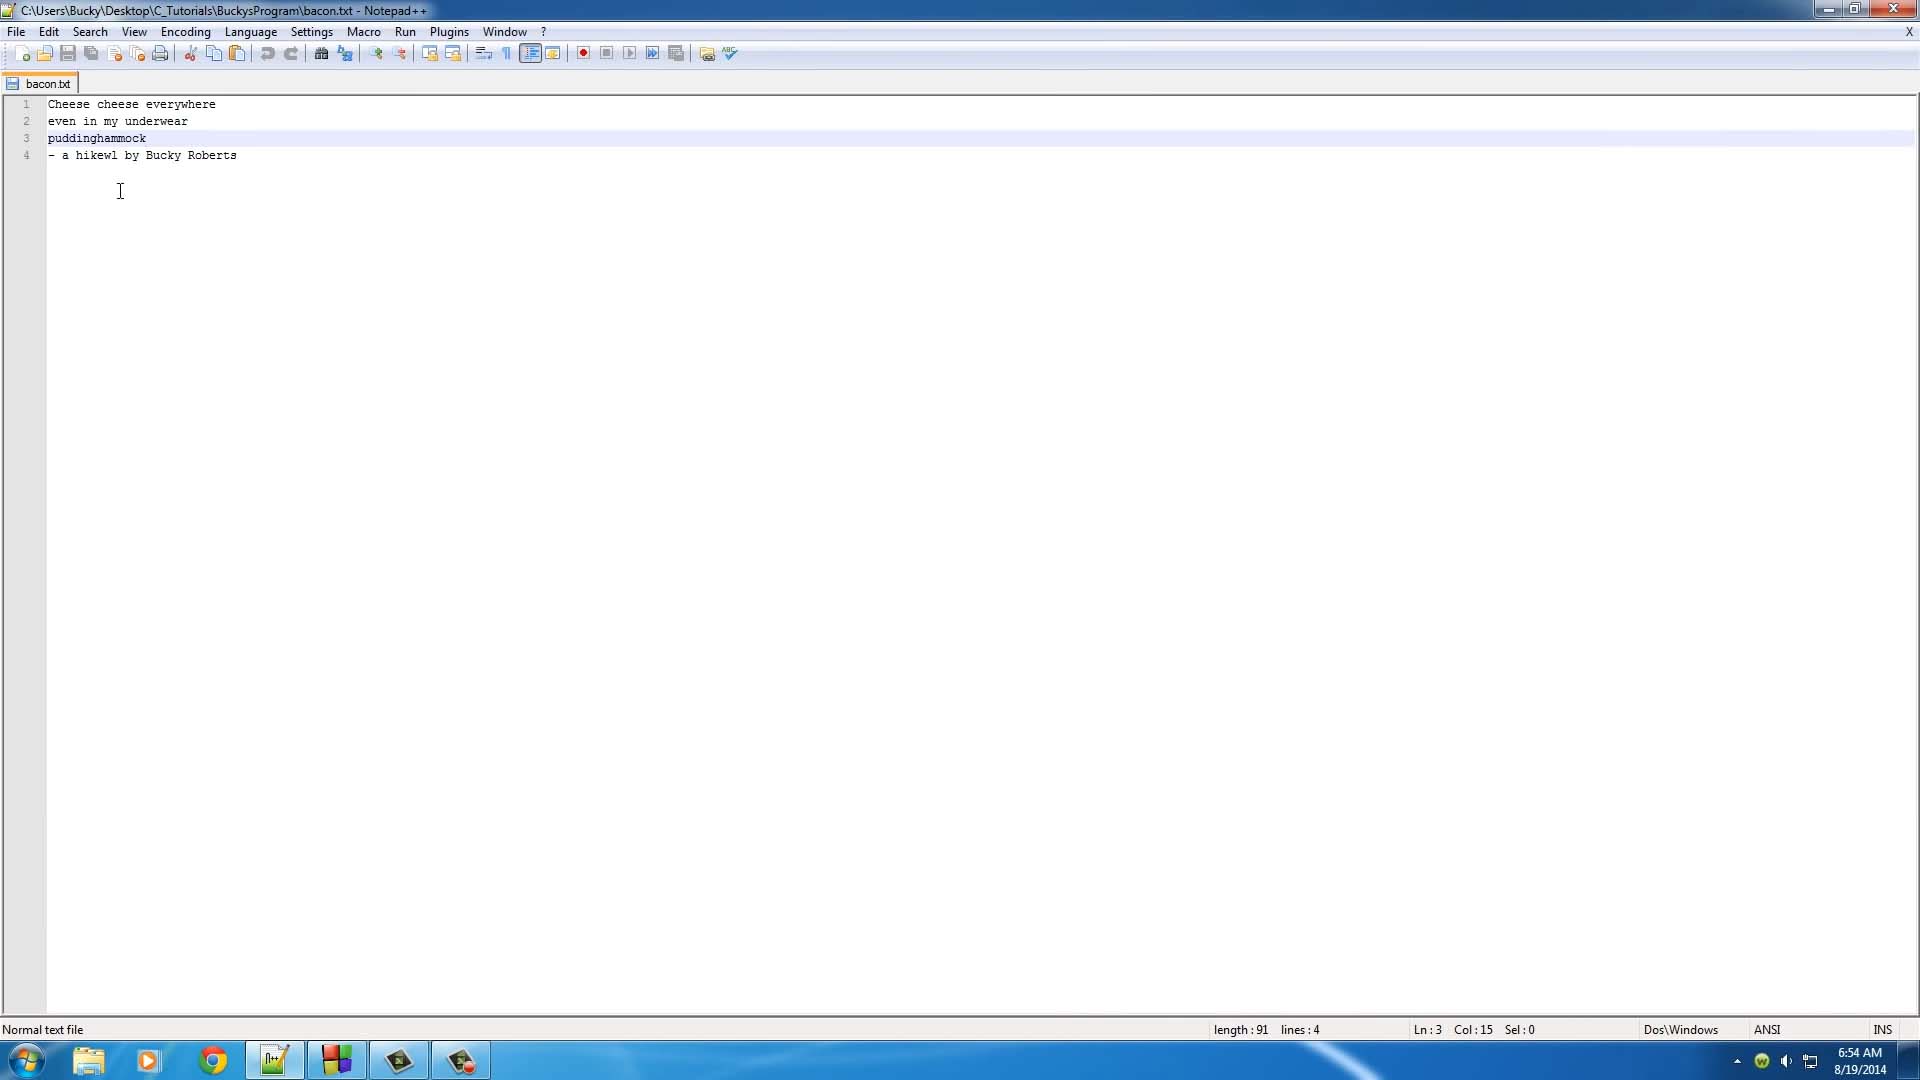 C:\Users\Bucky\Desktop\C_Tutorials\BuckysProgram\bacon.txt - Notepad++
File Edit Search View Encoding Language Settings Macro Run Plugins Window ? X
bacon.txt
1 Cheese cheese everywhere
2 even in my underwear
3 puddinghammock
4 - a hikewl by Bucky Roberts
Normal text file length : 91 lines : 4 Ln : 3 Col : 15 Sel : 0 Dos\Windows ANSI INS
6:54 AM
8/19/2014